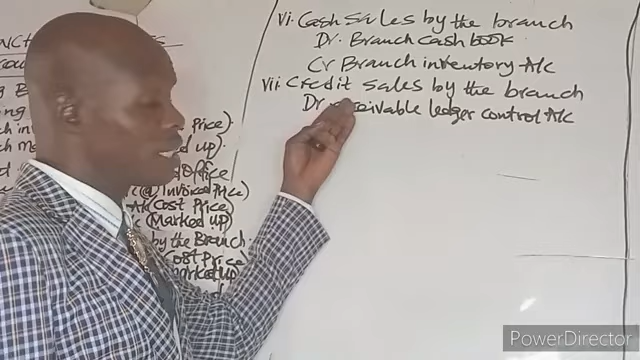 vi. Cash sales by the branch
Dr. Branch cash book
Cr Branch inventory A/c
vii. Credit sales by the branch
Dr. ledger control A/c
Price)
ed up)
Office
(@ Invoiced Price)
A/c (Cost Price)
(Marked up)
by the Branch
Cost Price)
marked up
PowerDirector